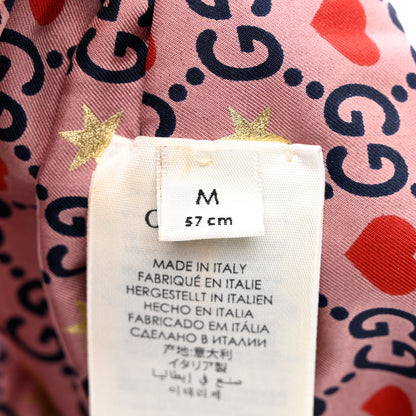 M
57 cm
MADE IN ITALY
FABRIQUÉ EN ITALIE
HERGESTELLT IN ITALIEN
HECHO EN ITALIA
FABRICADO EM ITÁLIA
СДЕЛАНО В ИТАЛИИ
产地:意大利
イタリア製
صنع في إيطاليا
이태리제